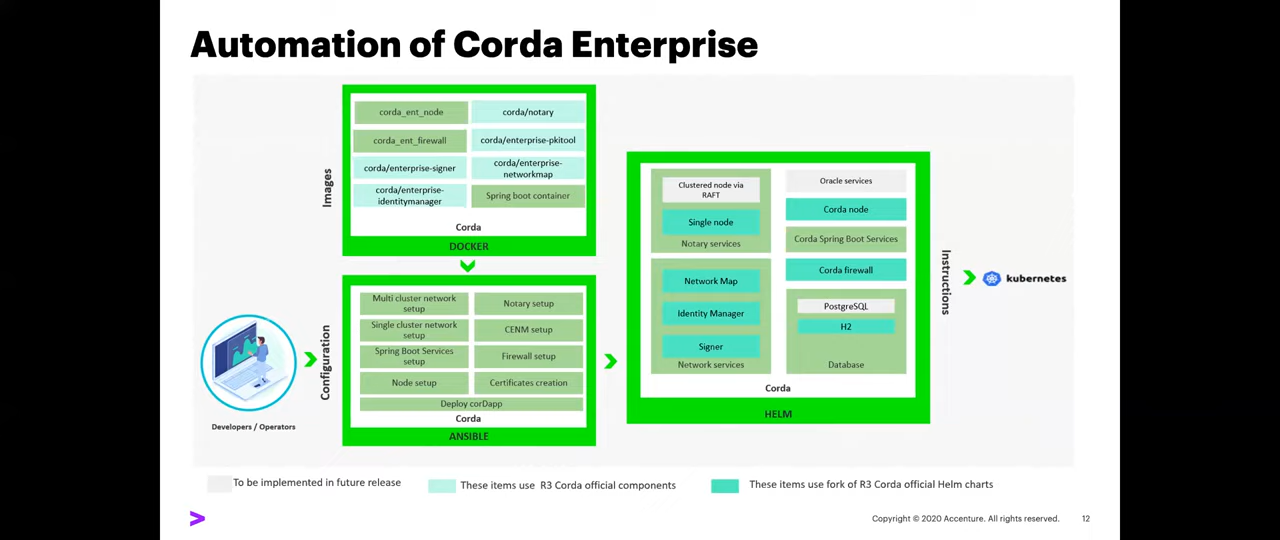 Automation of Corda Enterprise
Images
corda_ent_node
corda/notary
corda_ent_firewall
corda/enterprise-pkitool
corda/enterprise-signer
corda/enterprise-
networkmap
corda/enterprise-
identitymanager
Spring boot container
Corda
DOCKER
Developers / Operators
Configuration
Multi cluster network
setup
Notary setup
Single cluster network
setup
CENM setup
Spring Boot Services
setup
Firewall setup
Node setup
Certificates creation
Deploy corDapp
Corda
ANSIBLE
Clustered node via
RAFT
Single node
Notary services
Network Map
Identity Manager
Signer
Network services
Oracle services
Corda node
Corda Spring Boot Services
Corda firewall
PostgreSQL
H2
Database
Corda
HELM
Instructions
kubernetes
To be implemented in future release
These items use R3 Corda official components
These items use fork of R3 Corda official Helm charts
Copyright © 2020 Accenture. All rights reserved.
12